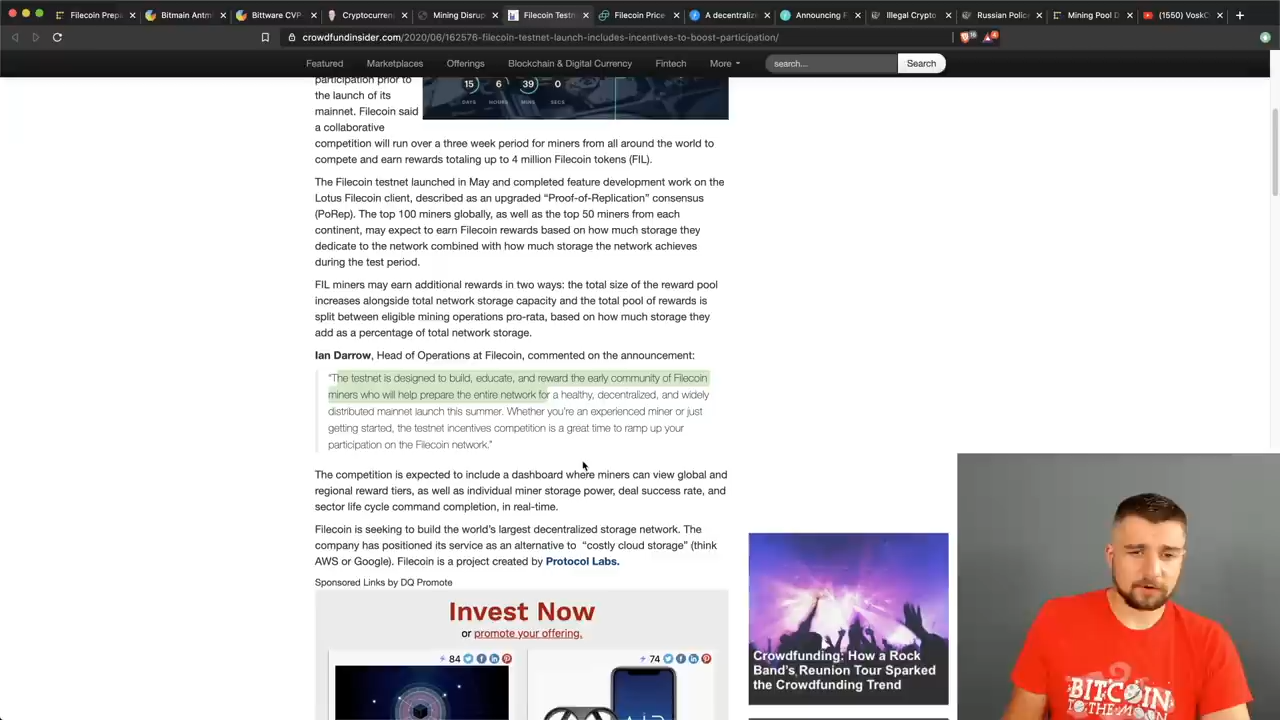 Filecoin Prep
Bitmain Antm
Bittware CVP
Cryptocurren
Mining Disrup
Filecoin Testn
Filecoin Price
A decentraliz
Announcing F
Illegal Crypto
Russian Polic
Mining Pool D
(1550) VoskC
crowdfundinsider.com/2020/06/162576-filecoin-testnet-launch-includes-incentives-to-boost-participation/
Featured
Marketplaces
Offerings
Blockchain & Digital Currency
Fintech
More
search...
Search
participation prior to
the launch of its
mainnet. Filecoin said
a collaborative
15 6 39 0
DAYS HOURS MINS SECS
competition will run over a three week period for miners from all around the world to
compete and earn rewards totaling up to 4 million Filecoin tokens (FIL).
The Filecoin testnet launched in May and completed feature development work on the
Lotus Filecoin client, described as an upgraded “Proof-of-Replication” consensus
(PoRep). The top 100 miners globally, as well as the top 50 miners from each
continent, may expect to earn Filecoin rewards based on how much storage they
dedicate to the network combined with how much storage the network achieves
during the test period.
FIL miners may earn additional rewards in two ways: the total size of the reward pool
increases alongside total network storage capacity and the total pool of rewards is
split between eligible mining operations pro-rata, based on how much storage they
add as a percentage of total network storage.
Ian Darrow, Head of Operations at Filecoin, commented on the announcement:
“The testnet is designed to build, educate, and reward the early community of Filecoin
miners who will help prepare the entire network for a healthy, decentralized, and widely
distributed mainnet launch this summer. Whether you’re an experienced miner or just
getting started, the testnet incentives competition is a great time to ramp up your
participation on the Filecoin network.”
The competition is expected to include a dashboard where miners can view global and
regional reward tiers, as well as individual miner storage power, deal success rate, and
sector life cycle command completion, in real-time.
Filecoin is seeking to build the world’s largest decentralized storage network. The
company has positioned its service as an alternative to “costly cloud storage” (think
AWS or Google). Filecoin is a project created by Protocol Labs.
Sponsored Links by DQ Promote
Invest Now
or promote your offering.
84
74
Crowdfunding: How a Rock
Band’s Reunion Tour Sparked
the Crowdfunding Trend
BITCOIN
TO THE MOON